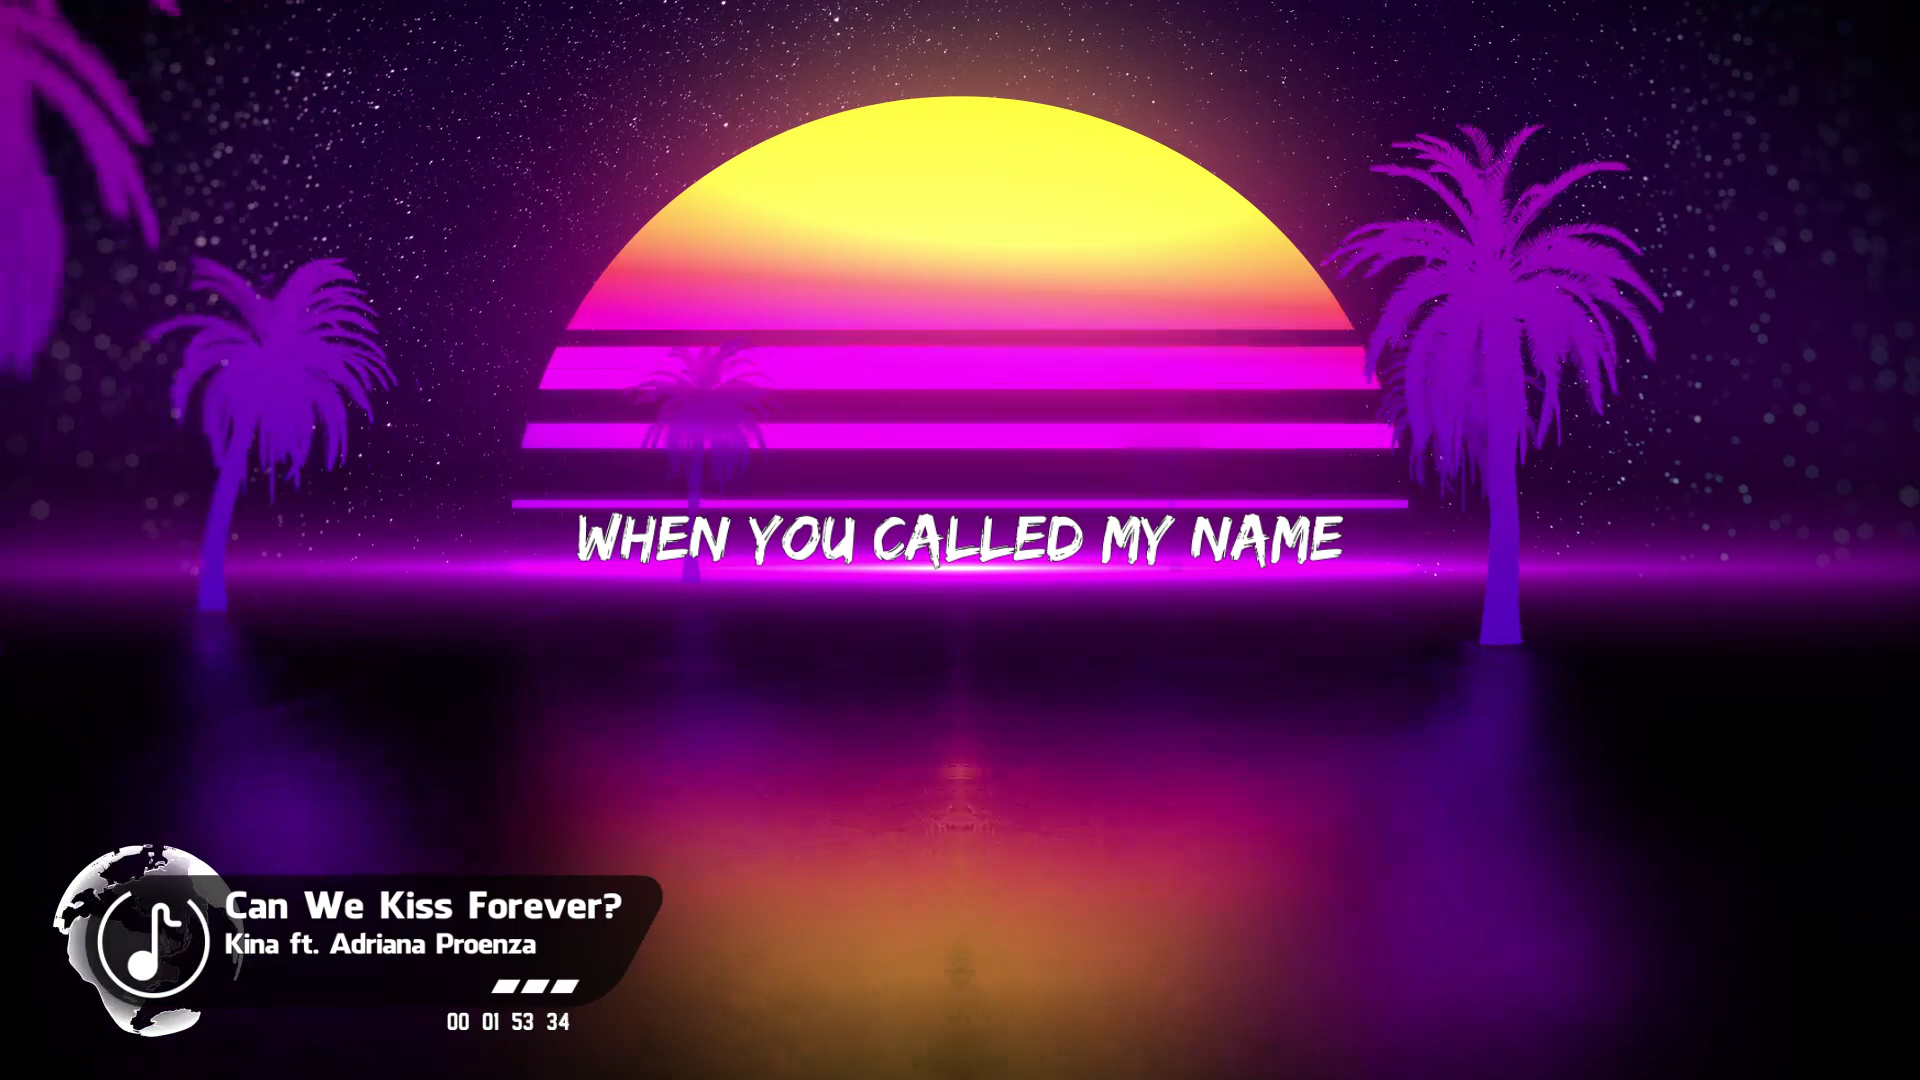 WHEN YOU CALLED MY NAME
Can We Kiss Forever?
Kina ft. Adriana Proenza
00 01 53 34